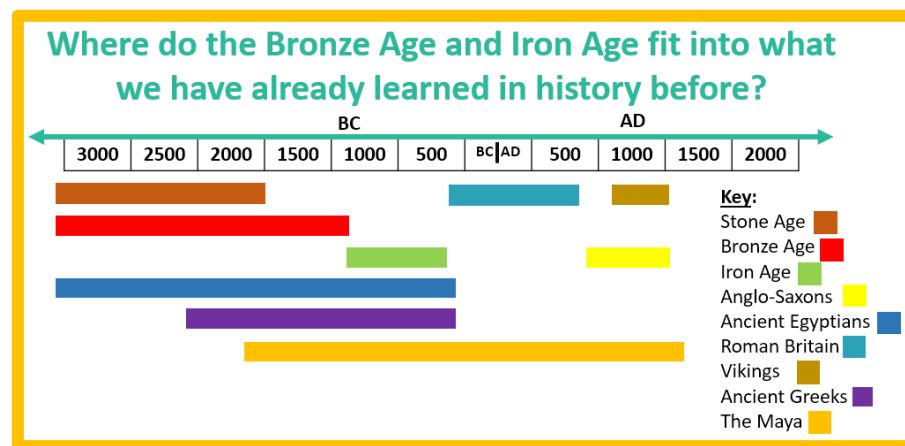 Where do the Bronze Age and Iron Age fit into what
we have already learned in history before?
BC AD
3000 2500 2000 1500 1000 500 BC AD 500 1000 1500 2000
Key:
Stone Age
Bronze Age
Iron Age
Anglo-Saxons
Ancient Egyptians
Roman Britain
Vikings
Ancient Greeks
The Maya